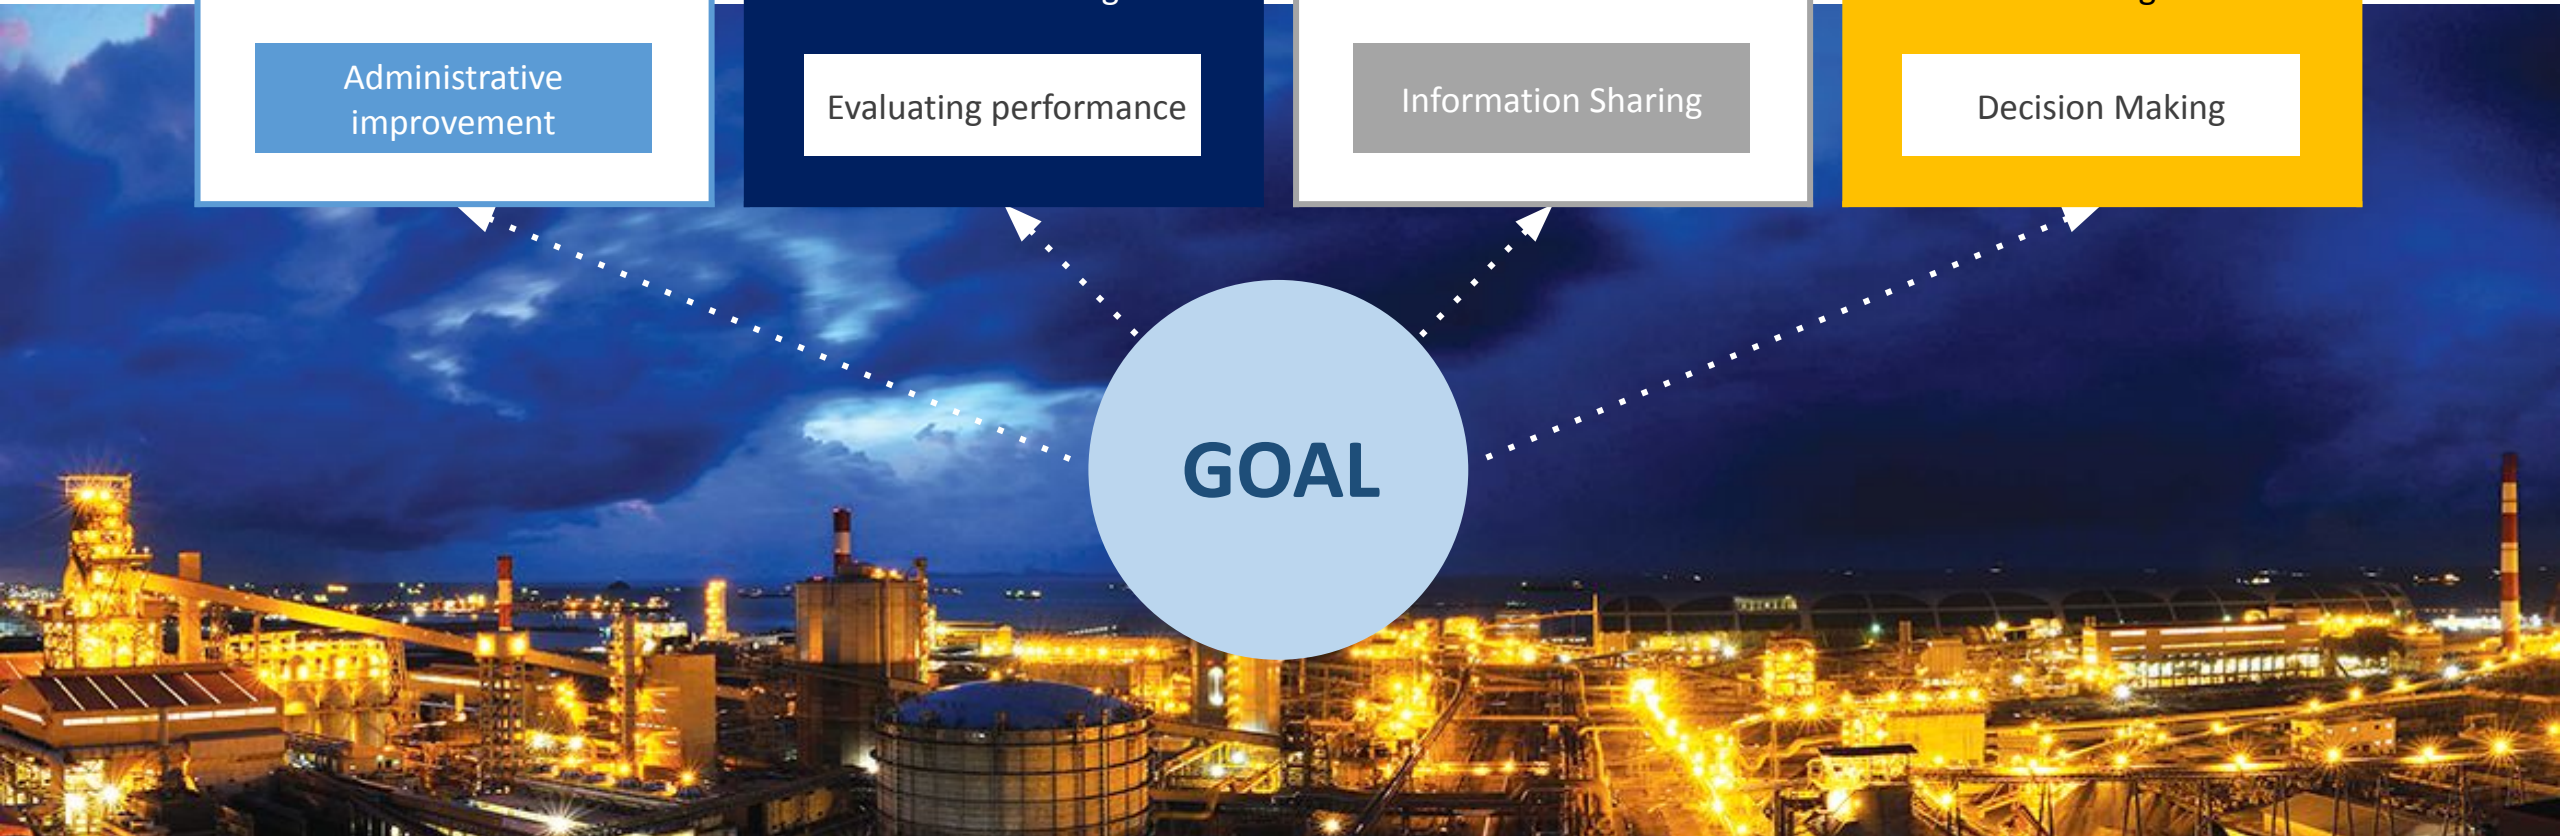 Administrative
improvement
Evaluating performance
Information Sharing
Decision Making
GOAL